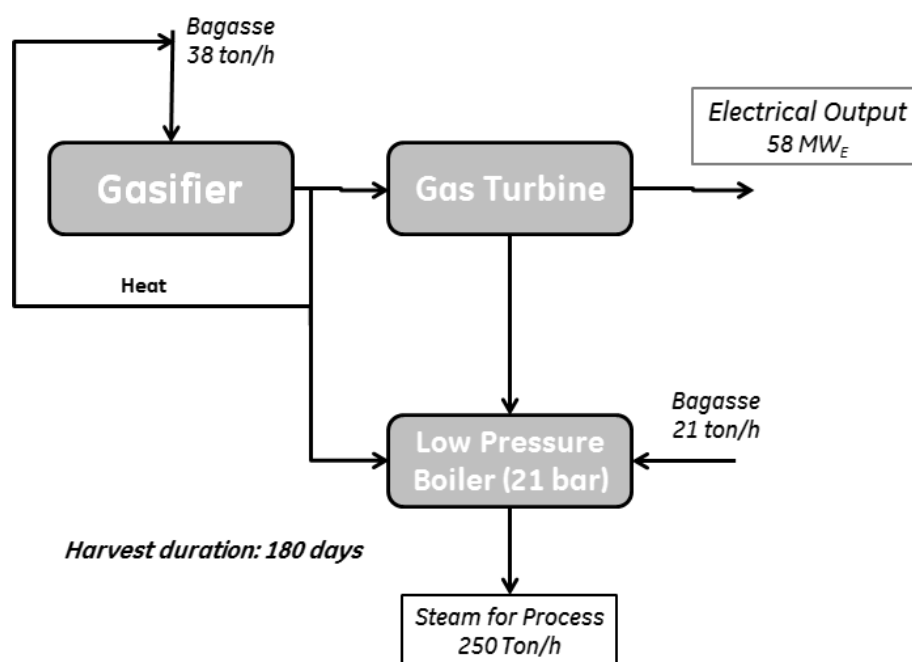 Bagasse
38 ton/h
Electrical Output
58 MWE
Gasifier
Gas Turbine
Heat
Bagasse
21 ton/h
Low Pressure
Boiler (21 bar)
Harvest duration: 180 days
Steam for Process
250 Ton/h